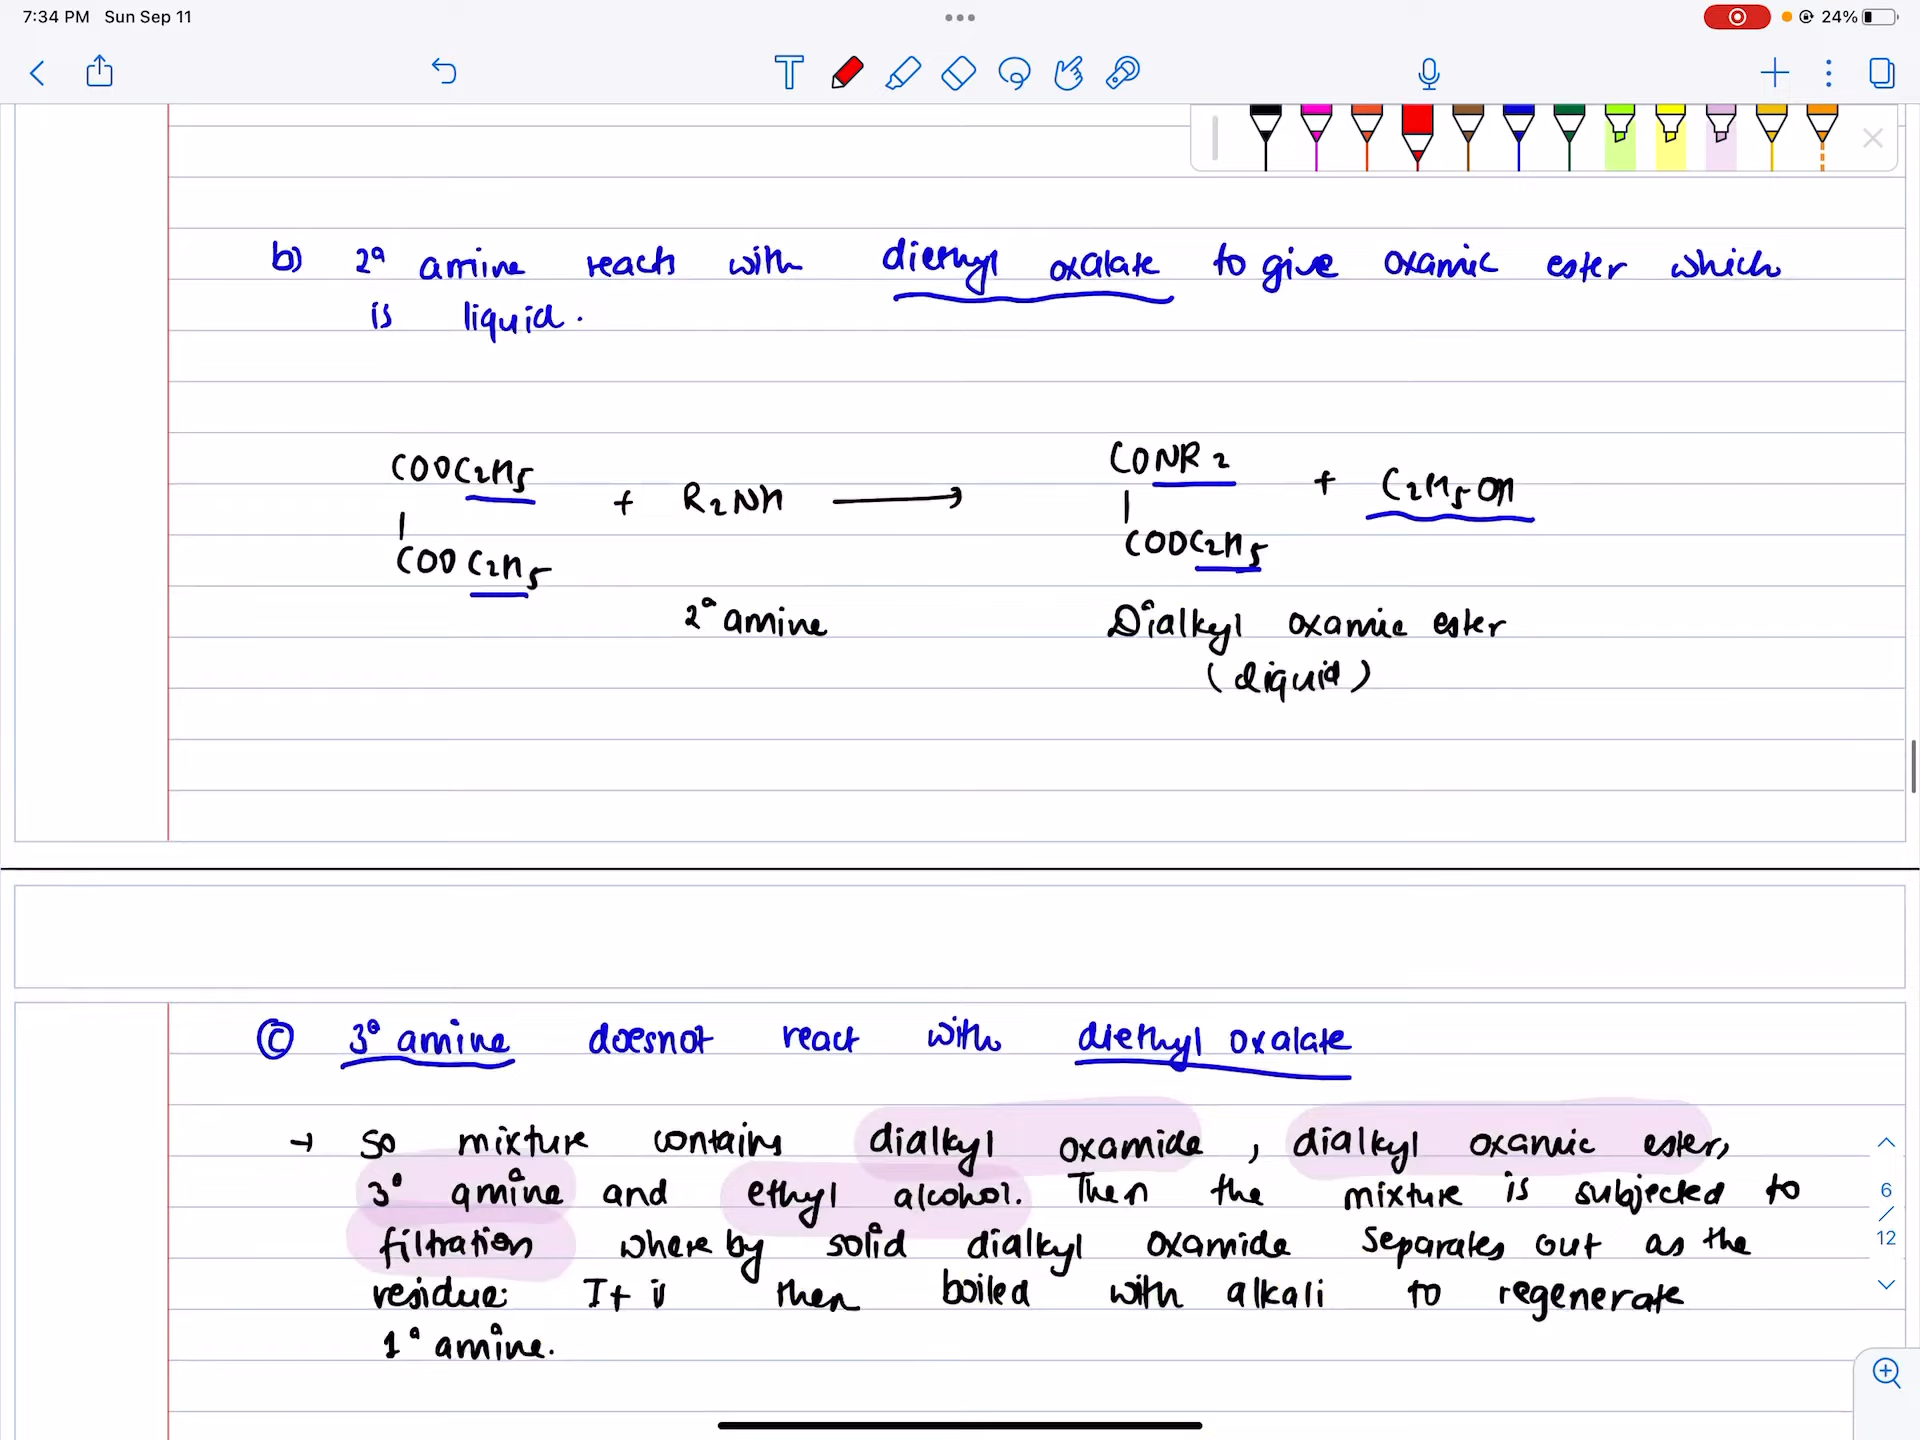 7:34 PM Sun Sep 11
24%
b) 2° amine reacts with diethyl oxalate to give oxamic ester which
is liquid.
COOC2H5
|
COOC2H5
+ R2NH ⟶
CONR2
|
COOC2H5
+ C2H5OH
2° amine
Dialkyl oxamic ester
(liquid)
© 3° amine doesnot react with diethyl oxalate
→ So mixture contains dialkyl oxamide, dialkyl oxamic ester,
3° amine and ethyl alcohol. Then the mixture is subjected to
filtration where by solid dialkyl oxamide separates out as the
residue. It is then boiled with alkali to regenerate
1° amine.
6
/
12